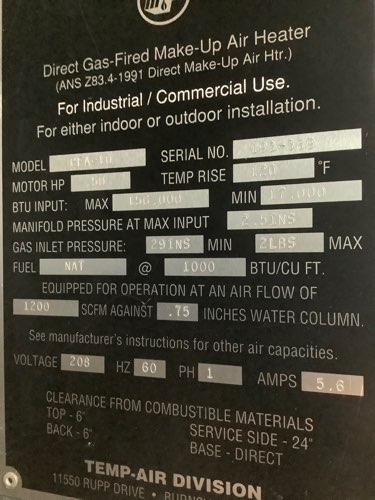 Direct Gas-Fired Make-Up Air Heater
(ANS Z83.4-1991 Direct Make-Up Air Htr.)
For Industrial / Commercial Use.
For either indoor or outdoor installation.
MODEL SERIAL NO.
MOTOR HP .50 TEMP RISE 120 °F
BTU INPUT: MAX 156,000 MIN 17,000
MANIFOLD PRESSURE AT MAX INPUT 2.5INS
GAS INLET PRESSURE: 29INS MIN 2LBS MAX
FUEL NAT @ 1000 BTU/CU FT.
EQUIPPED FOR OPERATION AT AN AIR FLOW OF
1200 SCFM AGAINST .75 INCHES WATER COLUMN.
See manufacturer's instructions for other air capacities.
VOLTAGE 208 HZ 60 PH 1 AMPS 5.6
CLEARANCE FROM COMBUSTIBLE MATERIALS
TOP - 6" SERVICE SIDE - 24"
BACK - 6" BASE - DIRECT
TEMP-AIR DIVISION
11550 RUPP DRIVE •